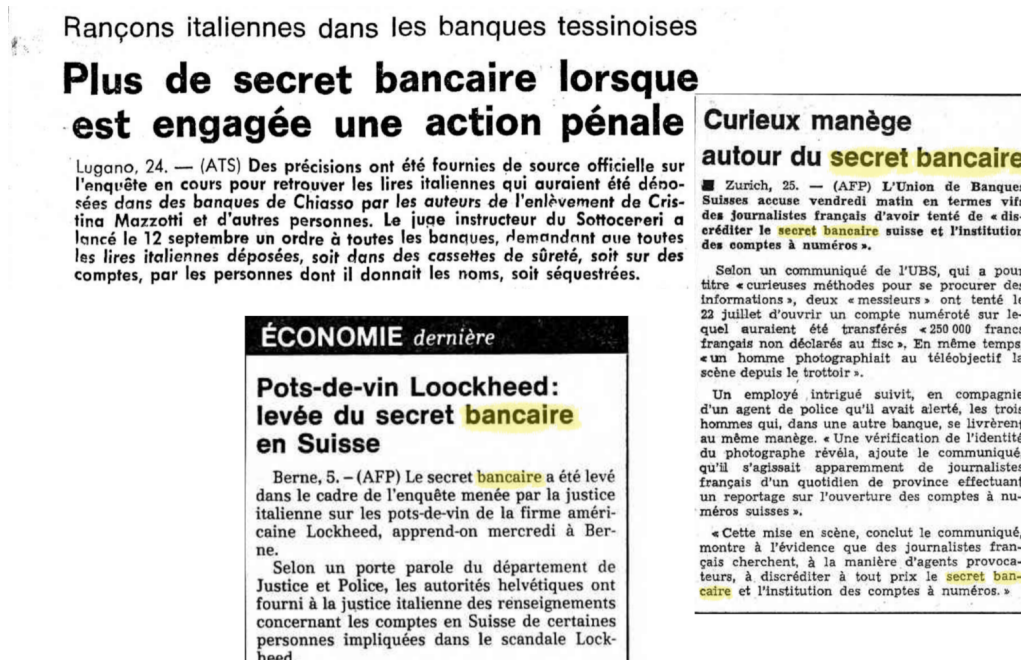 Rançons italiennes dans les banques tessinoises
Plus de secret bancaire lorsque
est engagée une action pénale
Lugano, 24. — (ATS) Des précisions ont été fournies de source officielle sur
l'enquête en cours pour retrouver les lires italiennes qui auraient été dépo-
sées dans des banques de Chiasso par les auteurs de l'enlèvement de Cris-
tina Mazzotti et d'autres personnes. Le juge instructeur du Sottoceneri a
lancé le 12 septembre un ordre à toutes les banques, demandant que toutes
les lires italiennes déposées, soit dans des cassettes de sûreté, soit sur des
comptes, par les personnes dont il donnait les noms, soit séquestrées.
ÉCONOMIE dernière
Pots-de-vin Loockheed:
levée du secret bancaire
en Suisse
Berne, 5. – (AFP) Le secret bancaire a été levé
dans le cadre de l'enquête menée par la justice
italienne sur les pots-de-vin de la firme améri-
caine Lockheed, apprend-on mercredi à Ber-
ne.
Selon un porte parole du département de
Justice et Police, les autorités helvétiques ont
fourni à la justice italienne des renseignements
concernant les comptes en Suisse de certaines
personnes impliquées dans le scandale Lock-
heed
Curieux manège
autour du secret bancaire
■ Zurich, 25. — (AFP) L'Union de Banques
Suisses accuse vendredi matin en termes vifs
des journalistes français d'avoir tenté de « dis-
créditer le secret bancaire suisse et l'institution
des comptes à numéros ».
Selon un communiqué de l'UBS, qui a pour
titre « curieuses méthodes pour se procurer des
informations », deux « messieurs » ont tenté le
22 juillet d'ouvrir un compte numéroté sur le-
quel auraient été transférés « 250 000 francs
français non déclarés au fisc ». En même temps
« un homme photographiait au téléobjectif la
scène depuis le trottoir ».
Un employé intrigué suivit, en compagnie
d'un agent de police qu'il avait alerté, les trois
hommes qui, dans une autre banque, se livrèrent
au même manège. « Une vérification de l'identité
du photographe révéla, ajoute le communiqué,
qu'il s'agissait apparemment de journalistes
français d'un quotidien de province effectuant
un reportage sur l'ouverture des comptes à nu-
méros suisses ».
« Cette mise en scène, conclut le communiqué,
montre à l'évidence que des journalistes fran-
çais cherchent, à la manière d'agents provoca-
teurs, à discréditer à tout prix le secret ban-
caire et l'institution des comptes à numéros. »